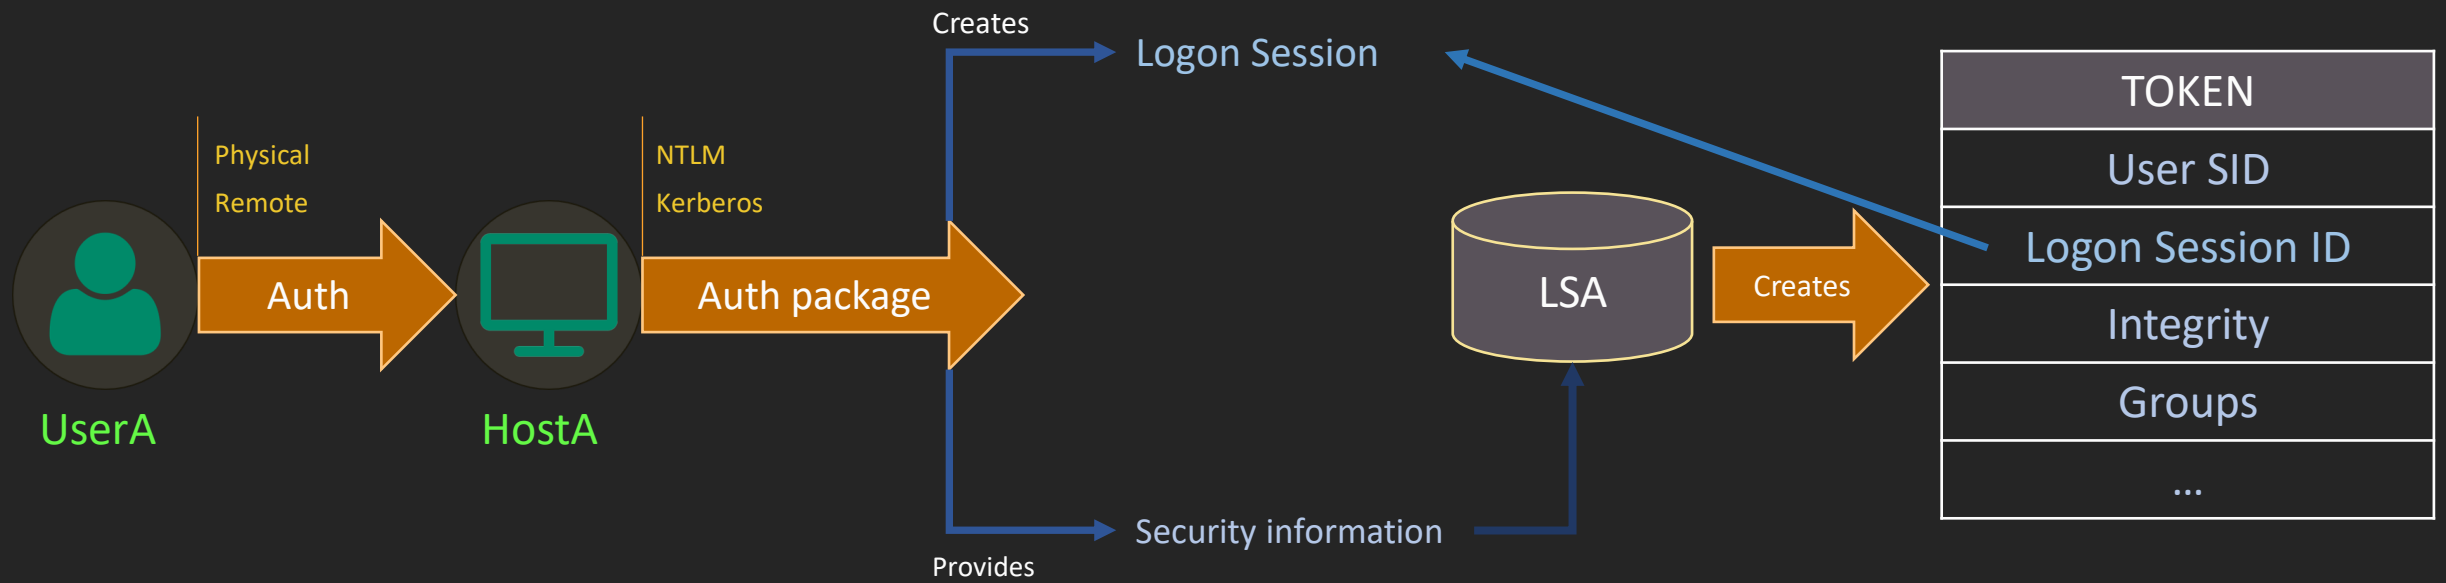 Creates
Logon Session
Physical
Remote
NTLM
Kerberos
Auth
Auth package
UserA
HostA
LSA
Creates
Security information
Provides
TOKEN
User SID
Logon Session ID
Integrity
Groups
...